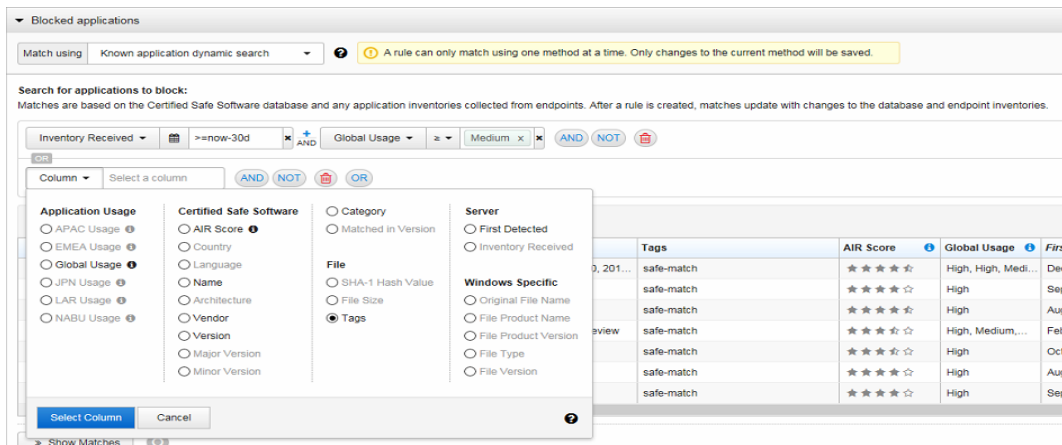 Blocked applications
Match using Known application dynamic search A rule can only match using one method at a time. Only changes to the current method will be saved.
Search for applications to block:
Matches are based on the Certified Safe Software database and any application inventories collected from endpoints. After a rule is created, matches update with changes to the database and endpoint inventories.
Inventory Received >=now-30d x + AND Global Usage ≥ Medium x x AND NOT
OR
Column Select a column AND NOT OR
Application Usage Certified Safe Software Category Server
APAC Usage AIR Score Matched in Version First Detected
EMEA Usage Country Inventory Received
Global Usage Language File
JPN Usage Name SHA-1 Hash Value Windows Specific
LAR Usage Architecture File Size Original File Name
NABU Usage Vendor Tags File Product Name
Version File Product Version
Major Version File Type
Minor Version File Version
Select Column Cancel
Tags AIR Score Global Usage
0, 201... safe-match High, High, Medi...
safe-match High
safe-match High
eview safe-match High, Medium,...
safe-match High
safe-match High
safe-match High
» Show Matches